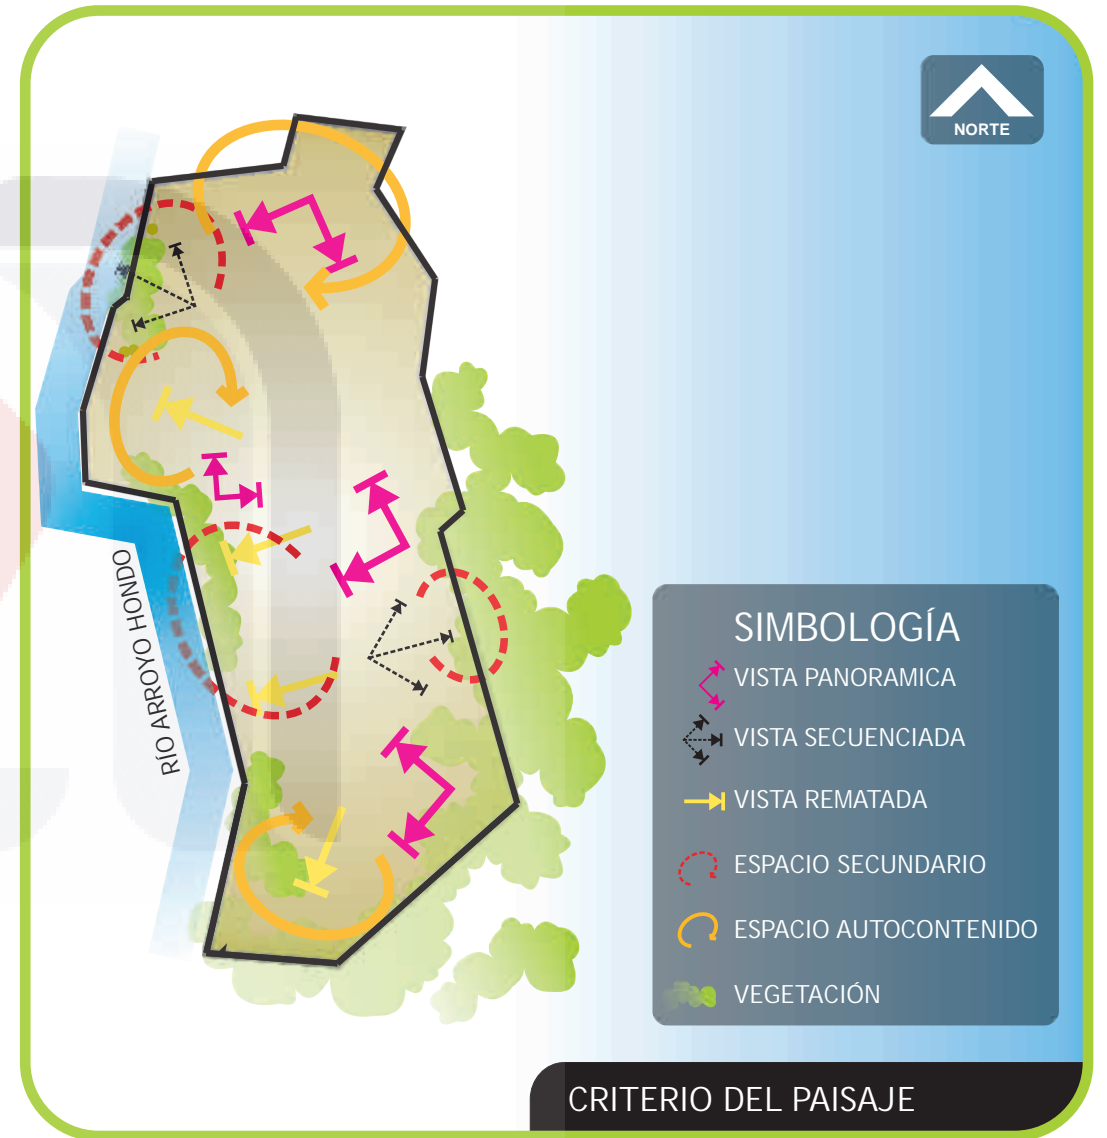 NORTE
RÍO ARROYO HONDO
SIMBOLOGÍA
VISTA PANORAMICA
VISTA SECUENCIADA
VISTA REMATADA
ESPACIO SECUNDARIO
ESPACIO AUTOCONTENIDO
VEGETACIÓN
CRITERIO DEL PAISAJE